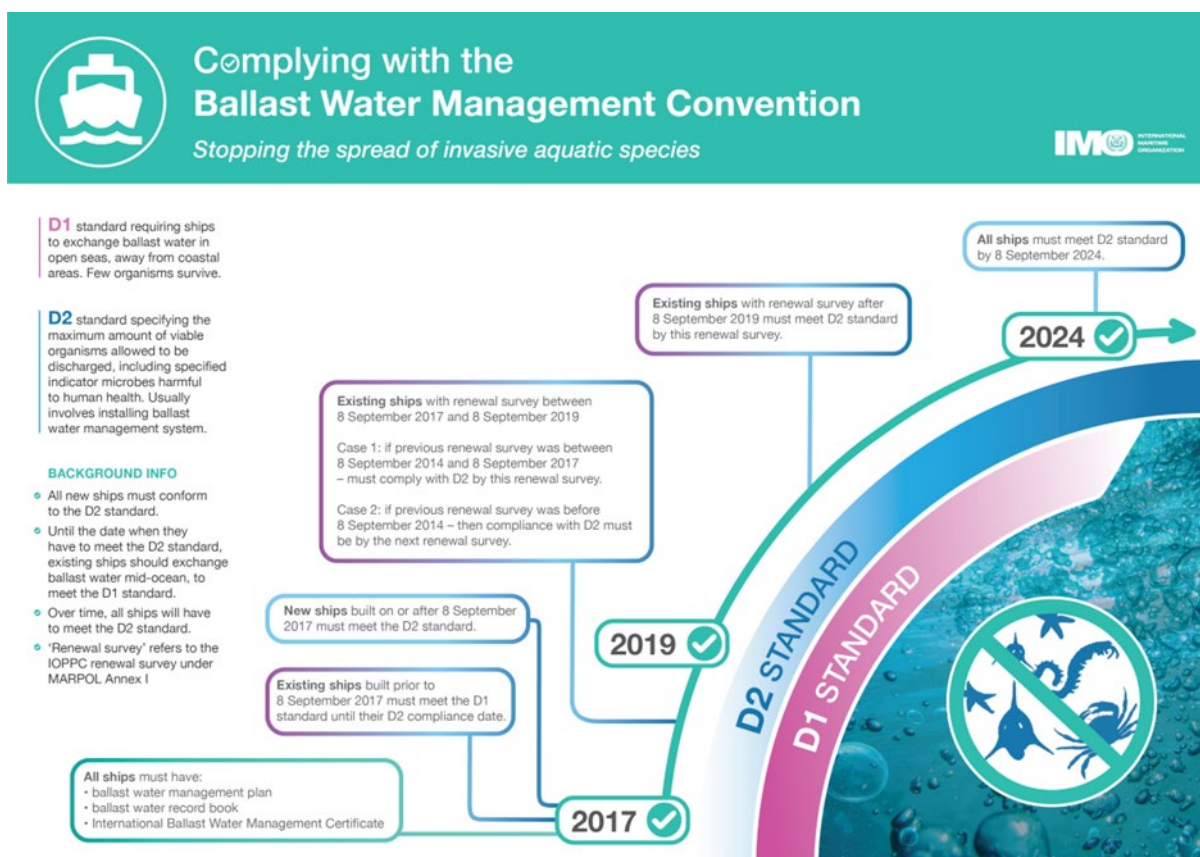 Complying with the
Ballast Water Management Convention
Stopping the spread of invasive aquatic species
IMO
INTERNATIONAL
MARITIME
ORGANIZATION
D1 standard requiring ships
to exchange ballast water in
open seas, away from coastal
areas. Few organisms survive.
D2 standard specifying the
maximum amount of viable
organisms allowed to be
discharged, including specified
indicator microbes harmful
to human health. Usually
involves installing ballast
water management system.
BACKGROUND INFO
All new ships must conform
to the D2 standard.
Until the date when they
have to meet the D2 standard,
existing ships should exchange
ballast water mid-ocean, to
meet the D1 standard.
Over time, all ships will have
to meet the D2 standard.
‘Renewal survey’ refers to the
IOPPC renewal survey under
MARPOL Annex I
All ships must have:
• ballast water management plan
• ballast water record book
• International Ballast Water Management Certificate
Existing ships built prior to
8 September 2017 must meet the D1
standard until their D2 compliance date.
New ships built on or after 8 September
2017 must meet the D2 standard.
2017
Existing ships with renewal survey between
8 September 2017 and 8 September 2019
Case 1: if previous renewal survey was between
8 September 2014 and 8 September 2017
– must comply with D2 by this renewal survey.
Case 2: if previous renewal survey was before
8 September 2014 – then compliance with D2 must
be by the next renewal survey.
2019
Existing ships with renewal survey after
8 September 2019 must meet D2 standard
by this renewal survey.
All ships must meet D2 standard
by 8 September 2024.
2024
D2 STANDARD
D1 STANDARD